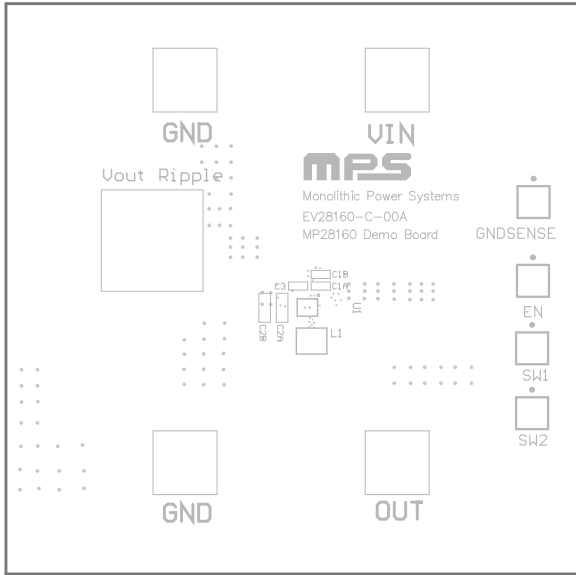 GND
VIN
Vout Ripple
MPS
Monolithic Power Systems
EV28160-C-00A
MP28160 Demo Board
GNDSENSE
C1B
C3
C1A
EN
U1
C2B
C2A
L1
SW1
SW2
GND
OUT